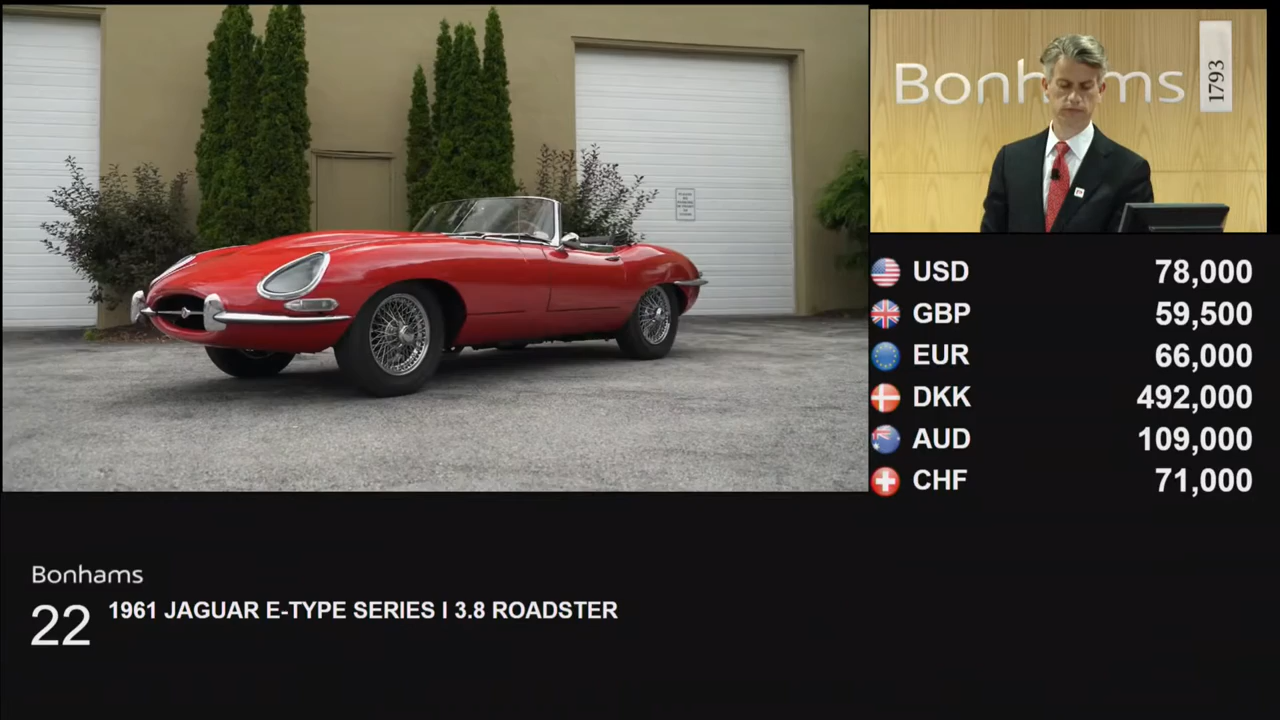 Bonhams
1793
USD 78,000
GBP 59,500
EUR 66,000
DKK 492,000
AUD 109,000
CHF 71,000
Bonhams
22 1961 JAGUAR E-TYPE SERIES I 3.8 ROADSTER